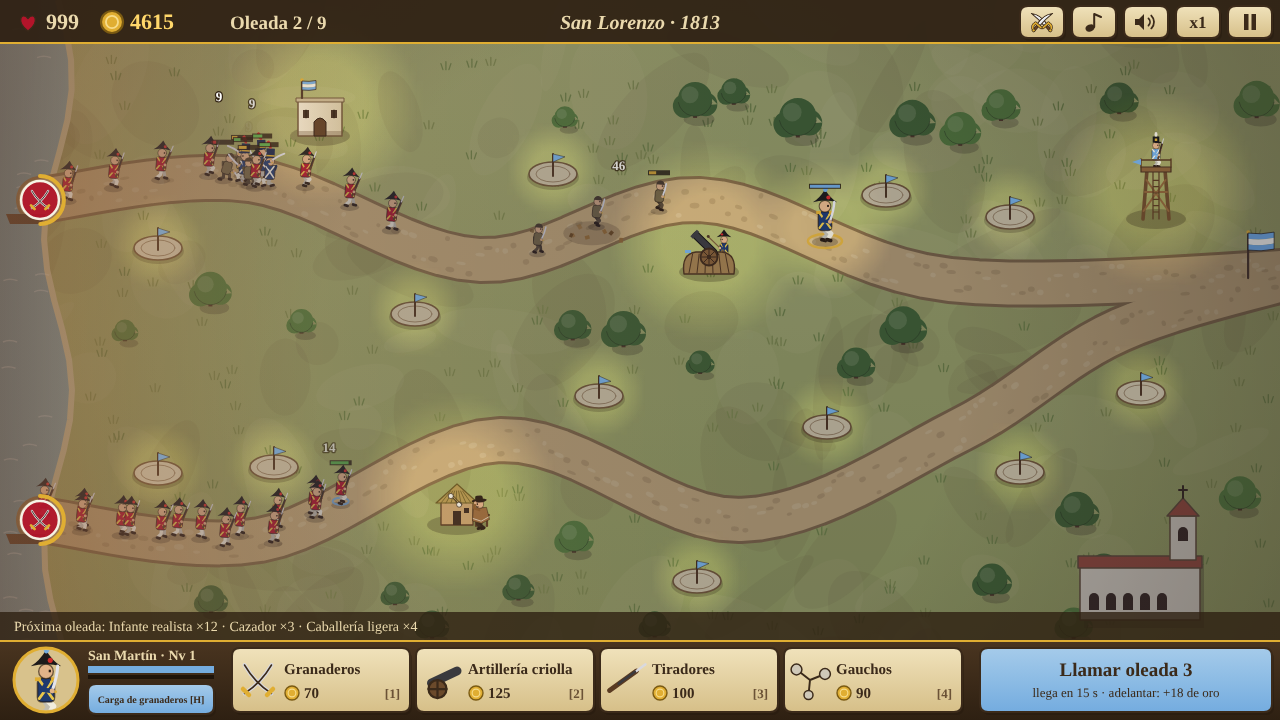 999
4615
Oleada 2 / 9
San Lorenzo · 1813
x1
9
9
46
14
Próxima oleada: Infante realista ×12 · Cazador ×3 · Caballería ligera ×4
San Martín · Nv 1
Carga de granaderos [H]
Granaderos
70
[1]
Artillería criolla
125
[2]
Tiradores
100
[3]
Gauchos
90
[4]
Llamar oleada 3
llega en 15 s · adelantar: +18 de oro